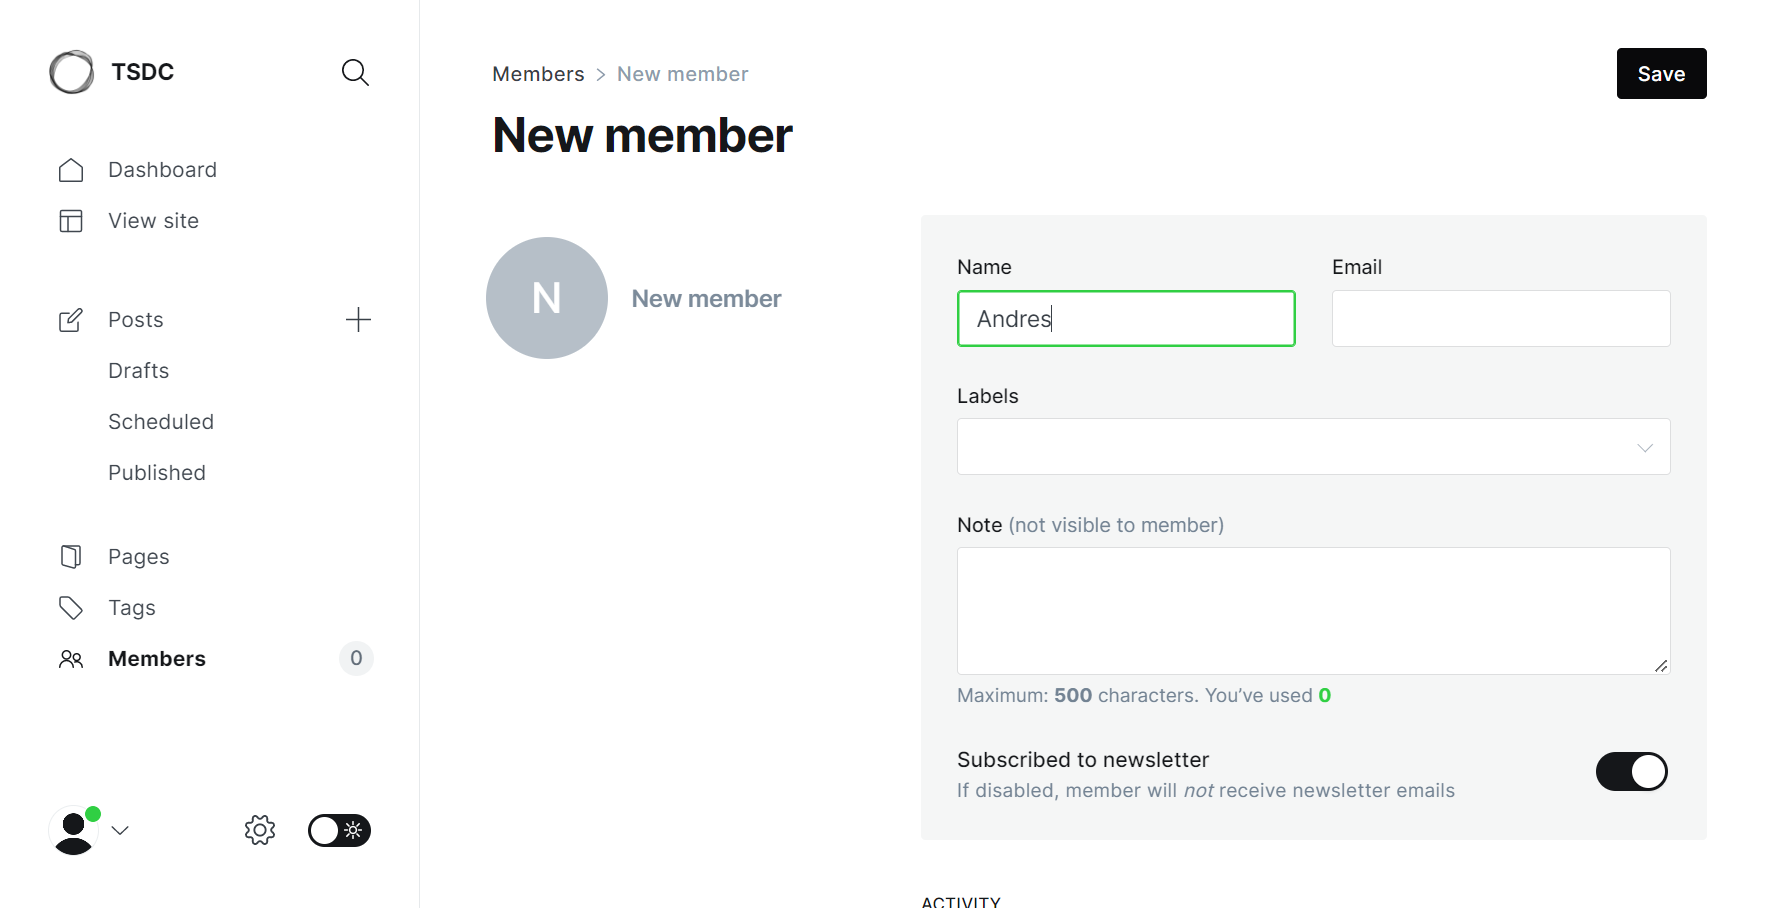 TSDC
Dashboard
View site
Posts
Drafts
Scheduled
Published
Pages
Tags
Members 0
Members > New member
Save
New member
N
New member
Name
Andres
Email
Labels
Note (not visible to member)
Maximum: 500 characters. You’ve used 0
Subscribed to newsletter
If disabled, member will not receive newsletter emails
ACTIVITY